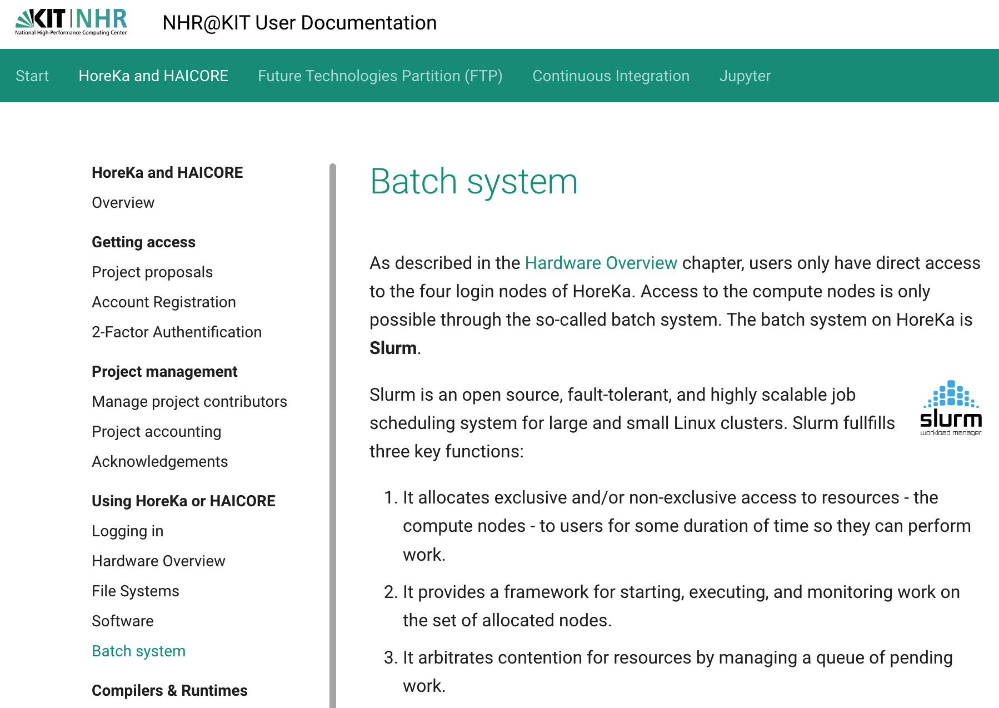 KIT NHR
National High-Performance Computing Center
NHR@KIT User Documentation
Start HoreKa and HAICORE Future Technologies Partition (FTP) Continuous Integration Jupyter
HoreKa and HAICORE
Overview
Getting access
Project proposals
Account Registration
2-Factor Authentification
Project management
Manage project contributors
Project accounting
Acknowledgements
Using HoreKa or HAICORE
Logging in
Hardware Overview
File Systems
Software
Batch system
Compilers & Runtimes
Batch system
As described in the Hardware Overview chapter, users only have direct access
to the four login nodes of HoreKa. Access to the compute nodes is only
possible through the so-called batch system. The batch system on HoreKa is
Slurm.
Slurm is an open source, fault-tolerant, and highly scalable job
scheduling system for large and small Linux clusters. Slurm fullfills
three key functions:
slurm
workload manager
1. It allocates exclusive and/or non-exclusive access to resources - the
compute nodes - to users for some duration of time so they can perform
work.
2. It provides a framework for starting, executing, and monitoring work on
the set of allocated nodes.
3. It arbitrates contention for resources by managing a queue of pending
work.